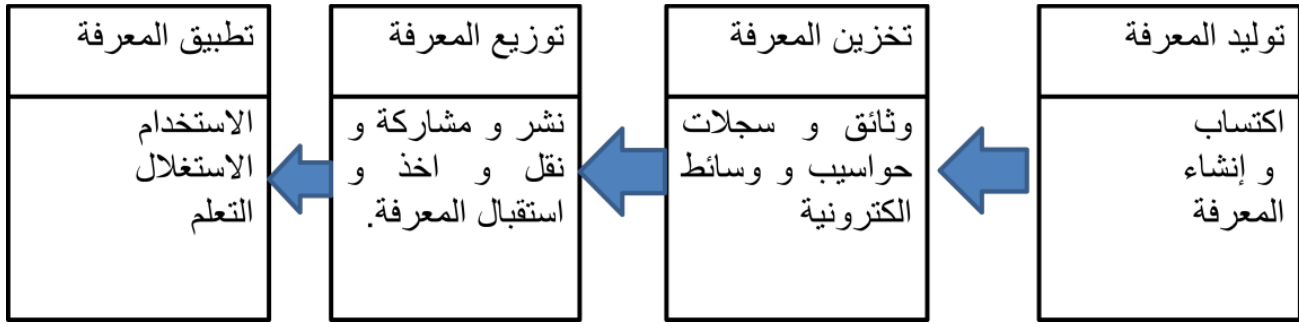 توليد المعرفة
اكتساب
و إنشاء
المعرفة
تخزين المعرفة
وثائق و سجلات
حواسيب و وسائط
الكترونية
توزيع المعرفة
نشر و مشاركة و
نقل و اخذ و
استقبال المعرفة.
تطبيق المعرفة
الاستخدام
الاستغلال
التعلم